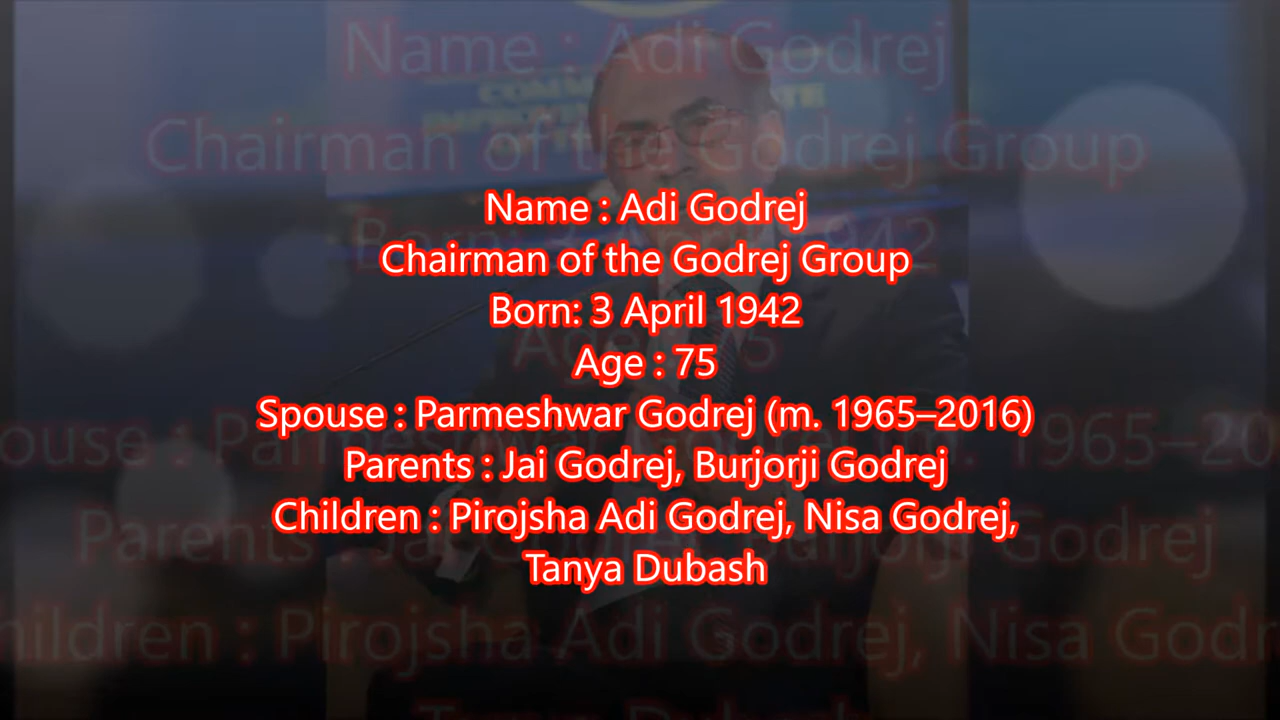 Name : Adi Godrej
Chairman of the Godrej Group
Born: 3 April 1942
Age : 75
Spouse : Parmeshwar Godrej (m. 1965–2016)
Parents : Jai Godrej, Burjorji Godrej
Children : Pirojsha Adi Godrej, Nisa Godrej,
Tanya Dubash